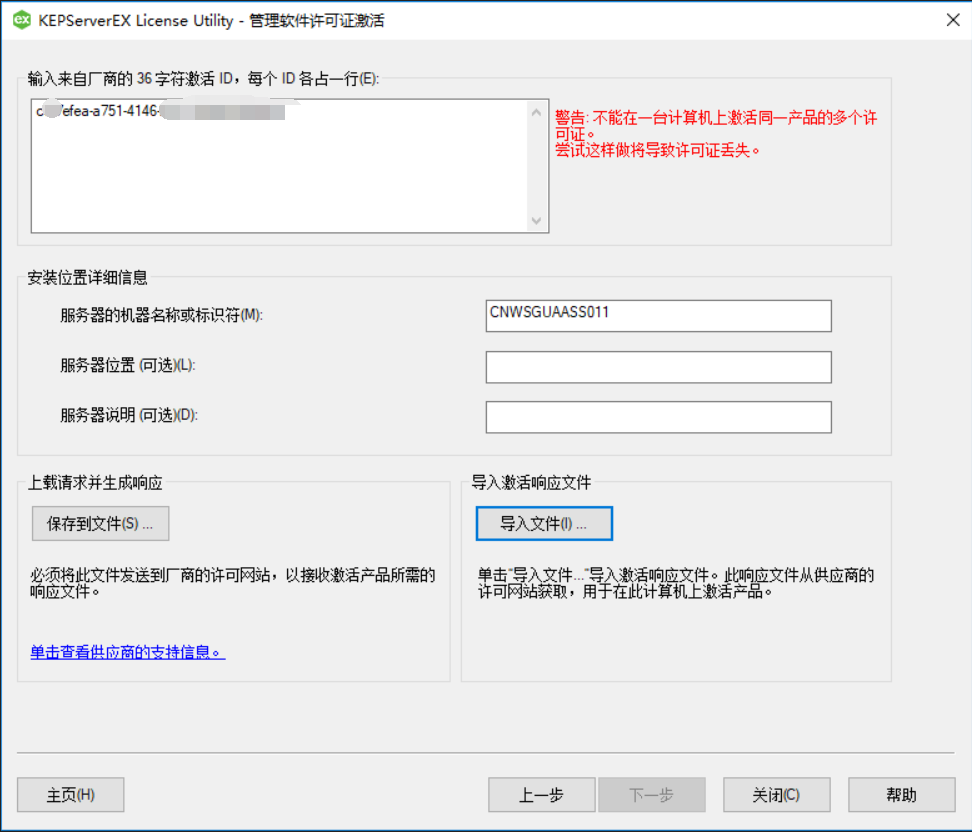 KEPServerEX License Utility - 管理软件许可证激活
输入来自厂商的 36 字符激活 ID，每个 ID 各占一行(E):
efea-a751-4146-
警告: 不能在一台计算机上激活同一产品的多个许
可证。
尝试这样做将导致许可证丢失。
安装位置详细信息
服务器的机器名称或标识符(M):
CNWSGUAASS011
服务器位置 (可选)(L):
服务器说明 (可选)(D):
上载请求并生成响应
保存到文件(S) ...
必须将此文件发送到厂商的许可网站，以接收激活产品所需的
响应文件。
单击查看供应商的支持信息。
导入激活响应文件
导入文件(I) ...
单击"导入文件..."导入激活响应文件。此响应文件从供应商的
许可网站获取，用于在此计算机上激活产品。
主页(H)
上一步
下一步
关闭(C)
帮助